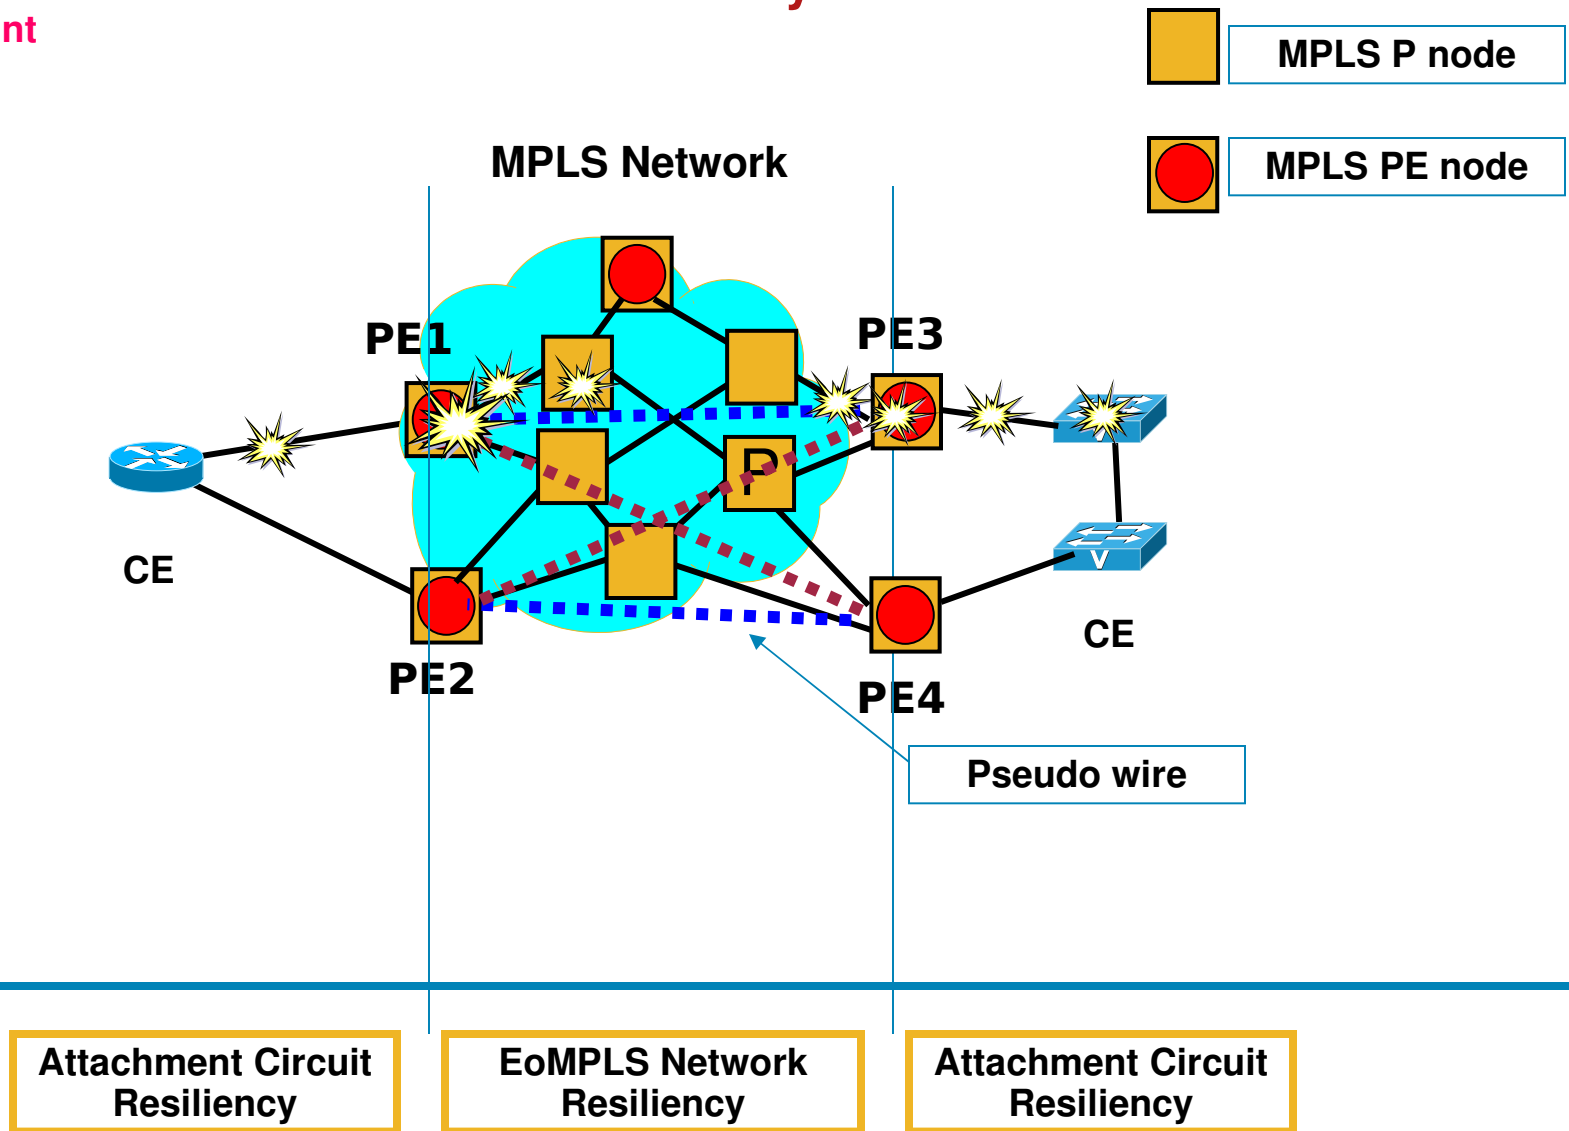 nt
MPLS P node
MPLS PE node
MPLS Network
PE1
PE3
P
CE
V
CE
PE2
PE4
Pseudo wire
Attachment Circuit
Resiliency
EoMPLS Network
Resiliency
Attachment Circuit
Resiliency